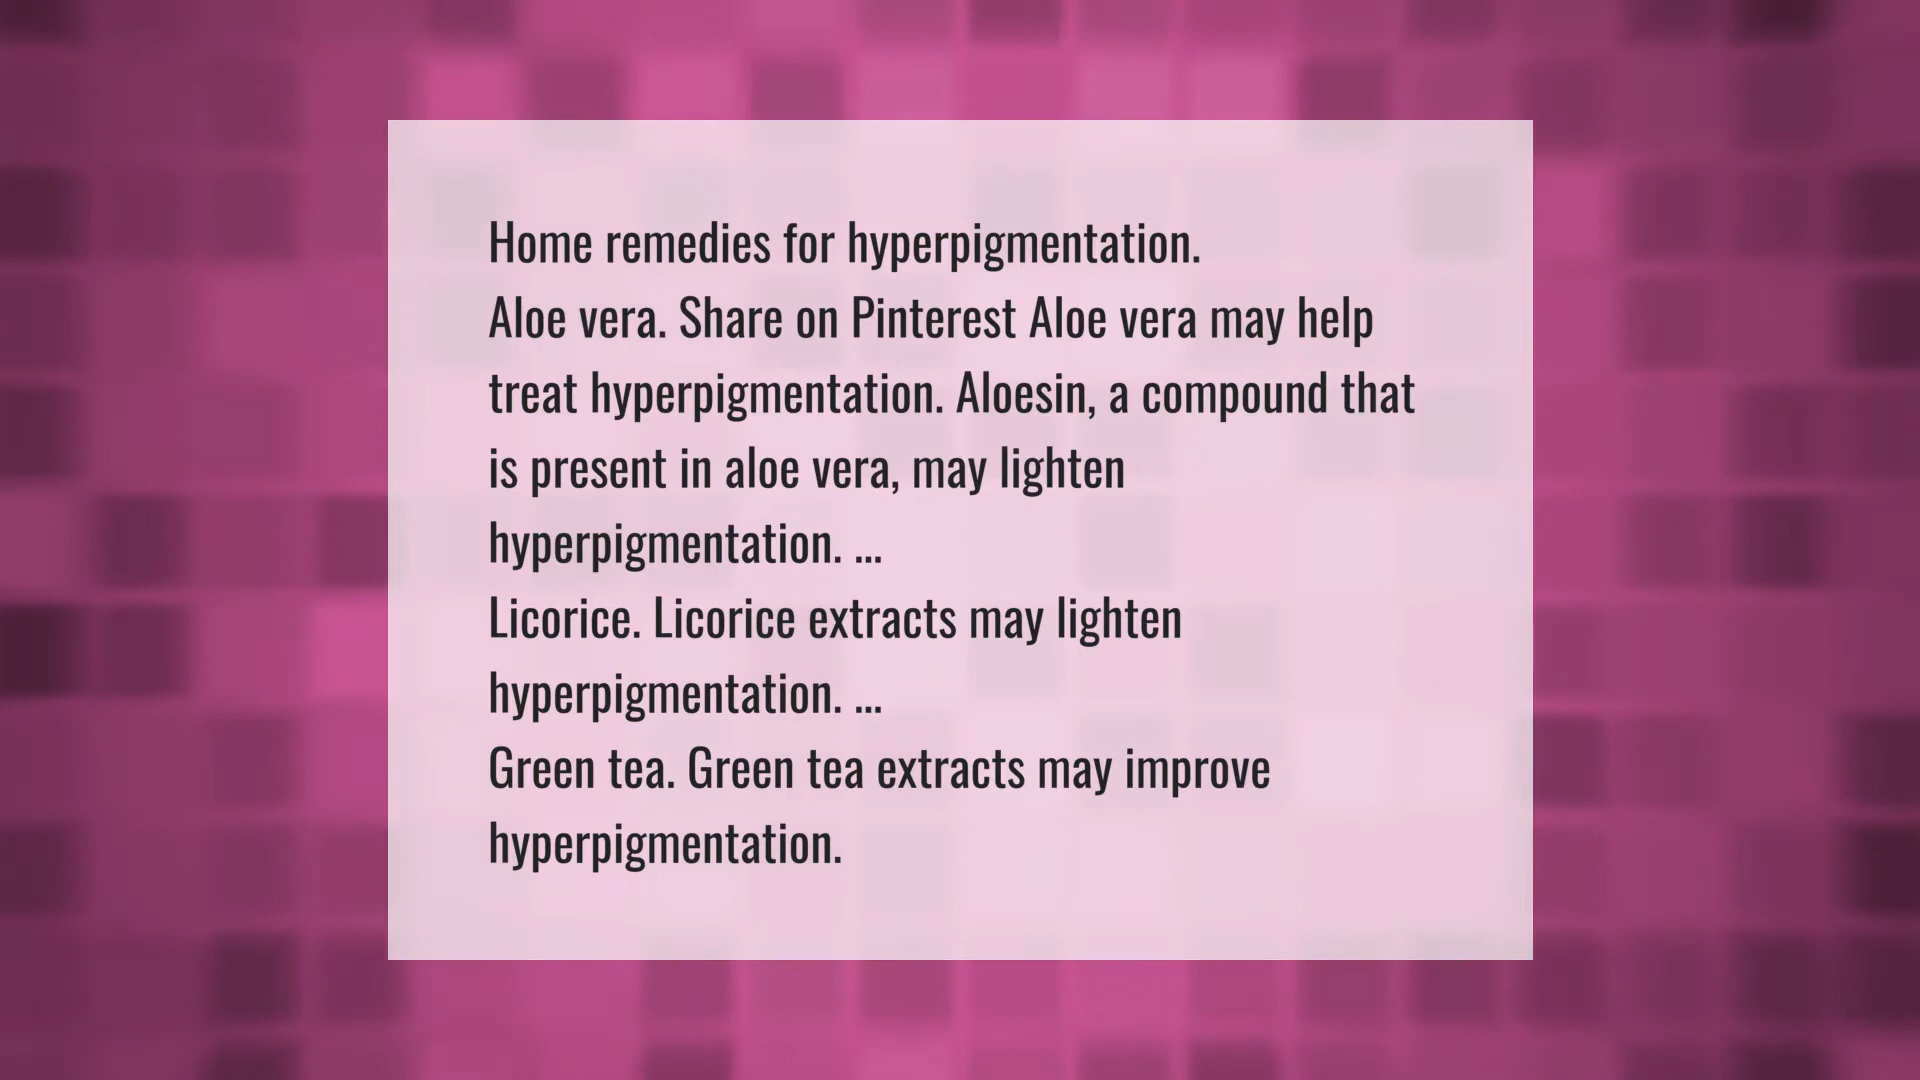 Home remedies for hyperpigmentation.
Aloe vera. Share on Pinterest Aloe vera may help
treat hyperpigmentation. Aloesin, a compound that
is present in aloe vera, may lighten
hyperpigmentation. ...
Licorice. Licorice extracts may lighten
hyperpigmentation. ...
Green tea. Green tea extracts may improve
hyperpigmentation.